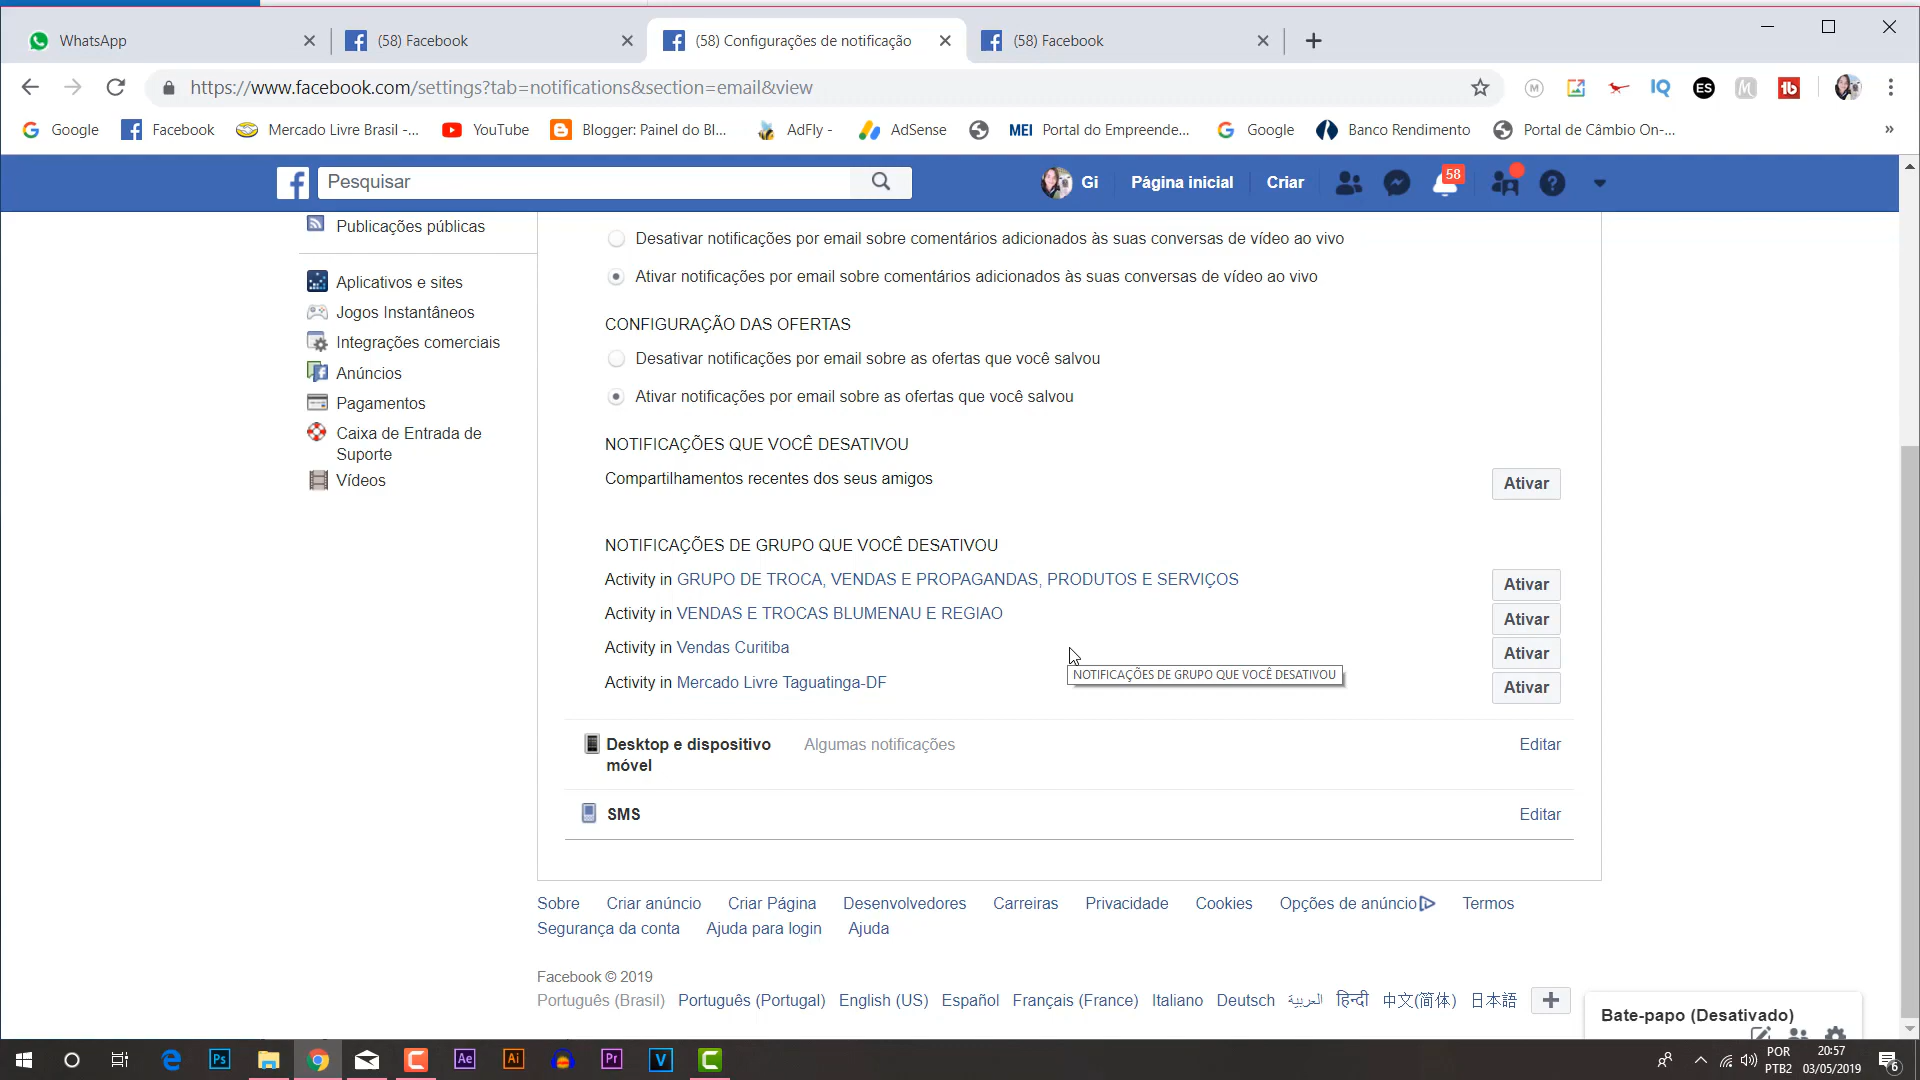 WhatsApp
(58) Facebook
(58) Configurações de notificação
(58) Facebook
https://www.facebook.com/settings?tab=notifications&section=email&view
M
IQ
ES
M
tb
Google
Facebook
Mercado Livre Brasil -...
YouTube
Blogger: Painel do Bl...
AdFly -
AdSense
MEI Portal do Empreende...
Google
Banco Rendimento
Portal de Câmbio On-...
»
Pesquisar
Gi
Página inicial
Criar
58
Publicações públicas
Aplicativos e sites
Jogos Instantâneos
Integrações comerciais
Anúncios
Pagamentos
Caixa de Entrada de
Suporte
Vídeos
Desativar notificações por email sobre comentários adicionados às suas conversas de vídeo ao vivo
Ativar notificações por email sobre comentários adicionados às suas conversas de vídeo ao vivo
CONFIGURAÇÃO DAS OFERTAS
Desativar notificações por email sobre as ofertas que você salvou
Ativar notificações por email sobre as ofertas que você salvou
NOTIFICAÇÕES QUE VOCÊ DESATIVOU
Compartilhamentos recentes dos seus amigos
Ativar
NOTIFICAÇÕES DE GRUPO QUE VOCÊ DESATIVOU
Activity in GRUPO DE TROCA, VENDAS E PROPAGANDAS, PRODUTOS E SERVIÇOS
Ativar
Activity in VENDAS E TROCAS BLUMENAU E REGIAO
Ativar
Activity in Vendas Curitiba
Ativar
NOTIFICAÇÕES DE GRUPO QUE VOCÊ DESATIVOU
Activity in Mercado Livre Taguatinga-DF
Ativar
Desktop e dispositivo
móvel
Algumas notificações
Editar
SMS
Editar
Sobre Criar anúncio Criar Página Desenvolvedores Carreiras Privacidade Cookies Opções de anúncio Termos
Segurança da conta Ajuda para login Ajuda
Facebook © 2019
Português (Brasil) Português (Portugal) English (US) Español Français (France) Italiano Deutsch العربية हिन्दी 中文(简体) 日本語
Bate-papo (Desativado)
Ps
Ae
Ai
Pr
V
POR
PTB2
20:57
03/05/2019
6